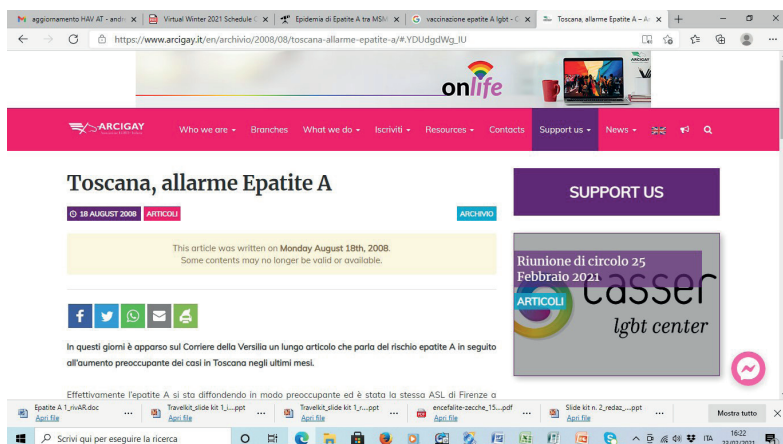 aggiornamento HAV AT - andr
Virtual Winter 2021 Schedule
Epidemia di Epatite A tra MSM
vaccinazione epatite A lgbt -
Toscana, allarme Epatite A – A
https://www.arcigay.it/en/archivio/2008/08/toscana-allarme-epatite-a/#.YDUdgdWg_IU
onlife
ARCIGAY
ARCIGAY
Who we are
Branches
What we do
Iscriviti
Resources
Contacts
Support us
News
Toscana, allarme Epatite A
18 AUGUST 2008
ARTICOLI
ARCHIVIO
This article was written on Monday August 18th, 2008.
Some contents may no longer be valid or available.
In questi giorni è apparso sul Corriere della Versilia un lungo articolo che parla del rischio epatite A in seguito
all'aumento preoccupante dei casi in Toscana negli ultimi mesi.
Effettivamente l'epatite A si sta diffondendo in modo preoccupante ed è stata la stessa ASL di Firenze a
SUPPORT US
Riunione di circolo 25
Febbraio 2021
ARTICOLI
casser
lgbt center
Epatite A 1_rivAR.doc
Apri file
Travelkit_slide kit 1_i....ppt
Apri file
Travelkit_slide kit 1_r....ppt
Apri file
encefalite-zecche_15....pdf
Apri file
Slide kit n. 2_redaz_....ppt
Apri file
Mostra tutto
Scrivi qui per eseguire la ricerca
ITA
16:22